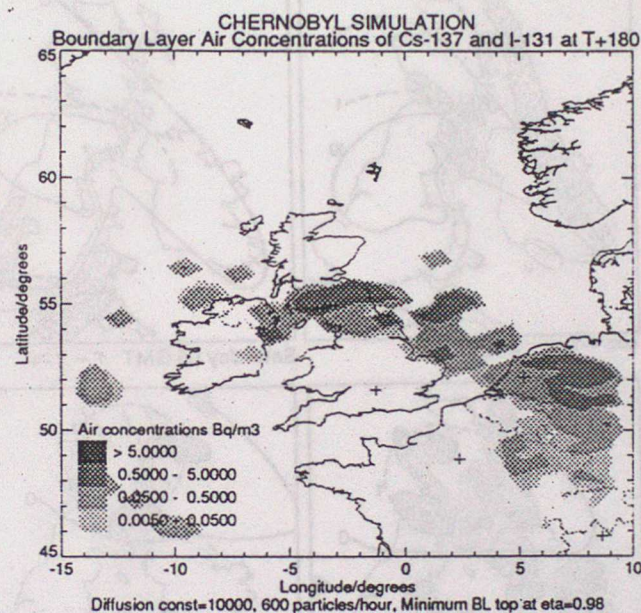 CHERNOBYL SIMULATION
Boundary Layer Air Concentrations of Cs-137 and I-131 at T+180
65
60
55
50
45
Latitude/degrees
Air concentrations Bq/m3
> 5.0000
0.5000 - 5.0000
0.0500 - 0.5000
0.0050 - 0.0500
-15
-10
-5
0
5
10
Longitude/degrees
Diffusion const=10000, 600 particles/hour, Minimum BL top at eta=0.98